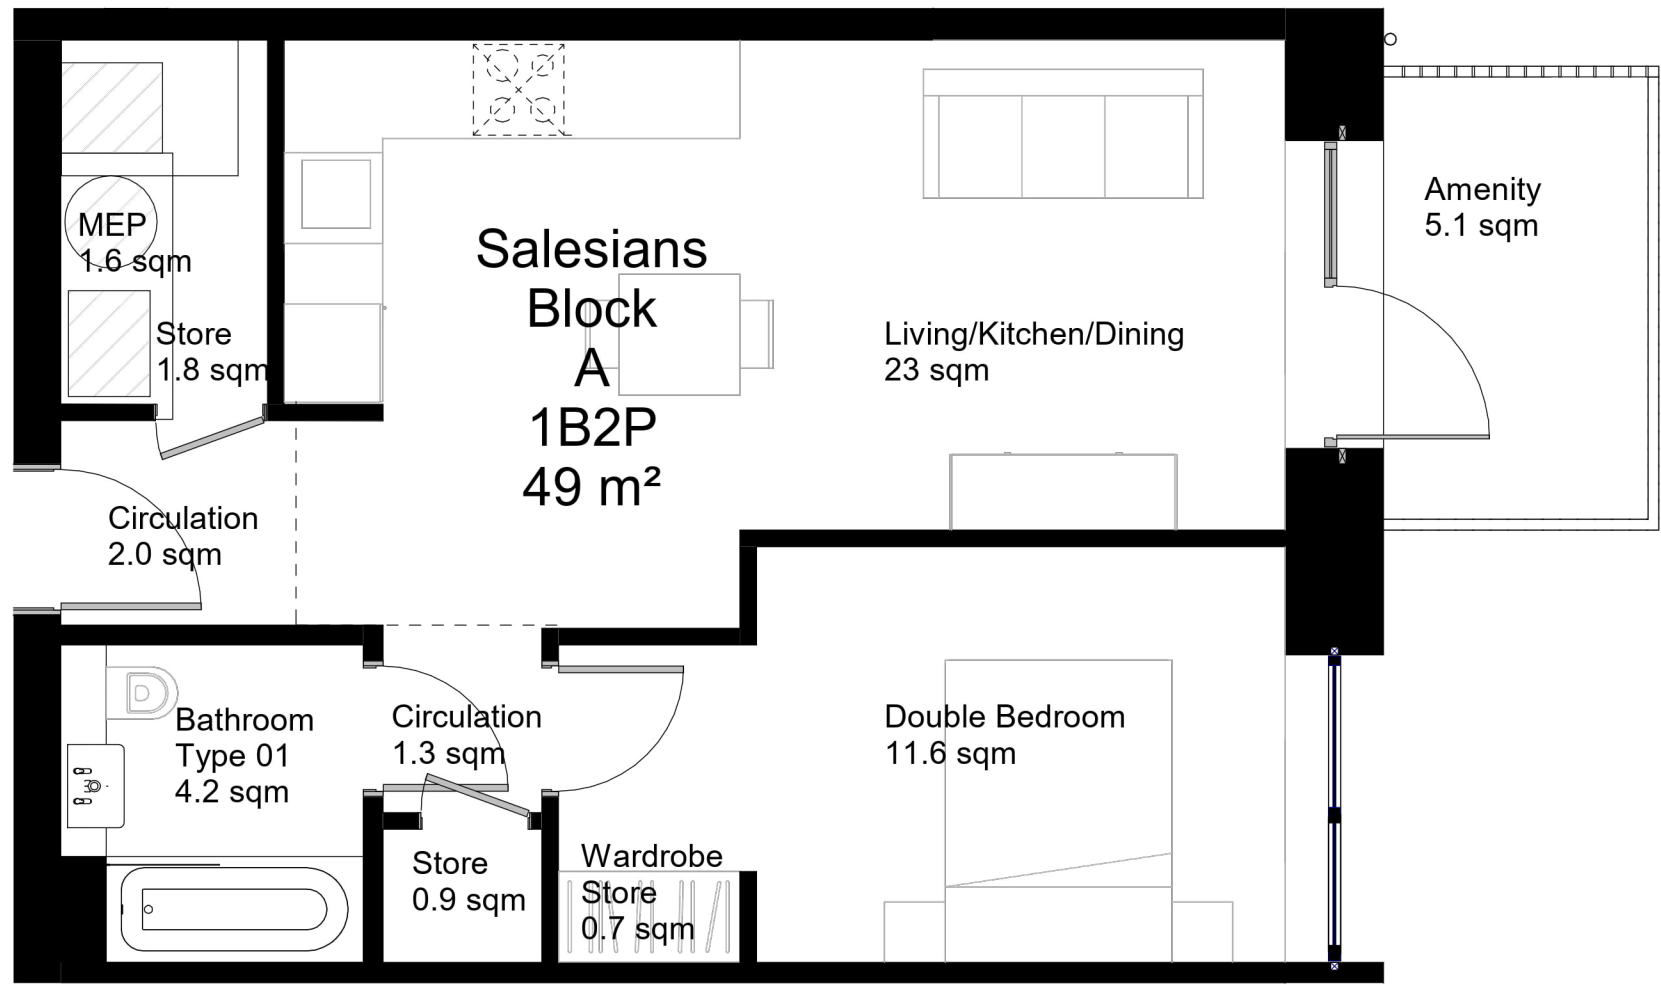 Salesians
Block
A
1B2P
49 m²
MEP
1.6 sqm
Store
1.8 sqm
Living/Kitchen/Dining
23 sqm
Amenity
5.1 sqm
Circulation
2.0 sqm
Bathroom
Type 01
4.2 sqm
Circulation
1.3 sqm
Store
0.9 sqm
Wardrobe
Store
0.7 sqm
Double Bedroom
11.6 sqm